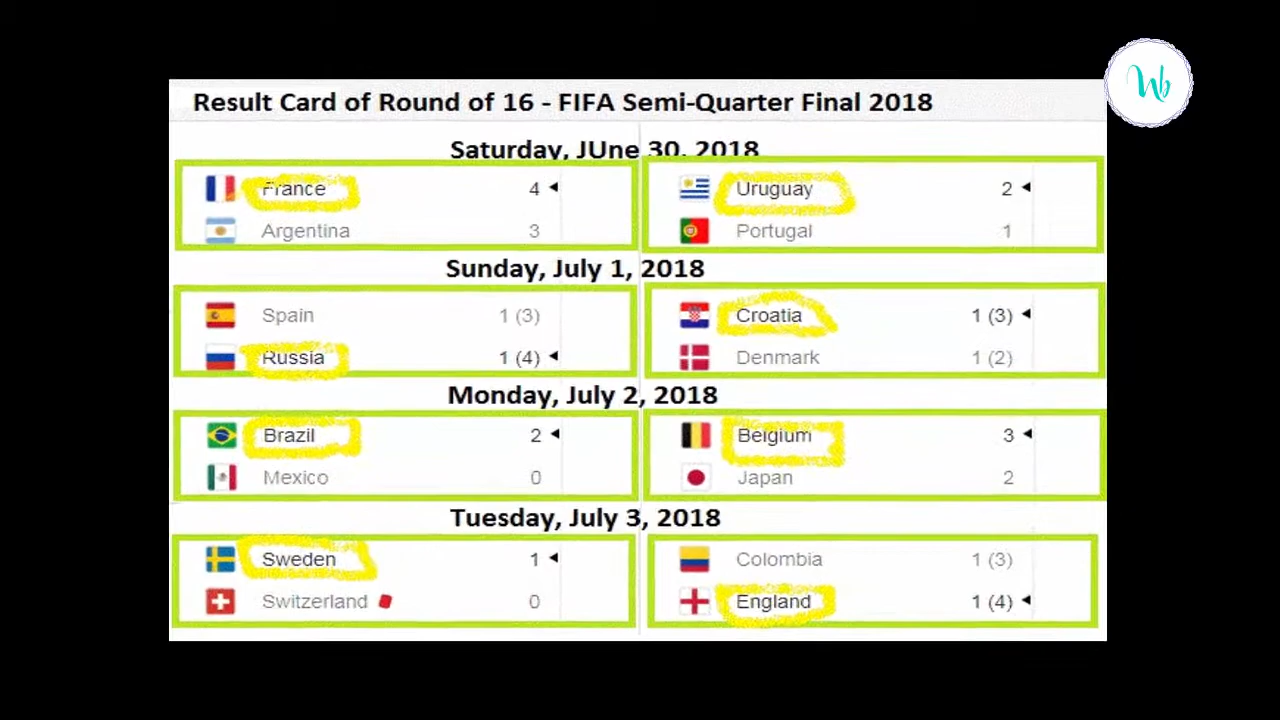 Wb
Result Card of Round of 16 - FIFA Semi-Quarter Final 2018
Saturday, JUne 30, 2018
France 4
Argentina 3
Uruguay 2
Portugal 1
Sunday, July 1, 2018
Spain 1 (3)
Russia 1 (4)
Croatia 1 (3)
Denmark 1 (2)
Monday, July 2, 2018
Brazil 2
Mexico 0
Belgium 3
Japan 2
Tuesday, July 3, 2018
Sweden 1
Switzerland 0
Colombia 1 (3)
England 1 (4)